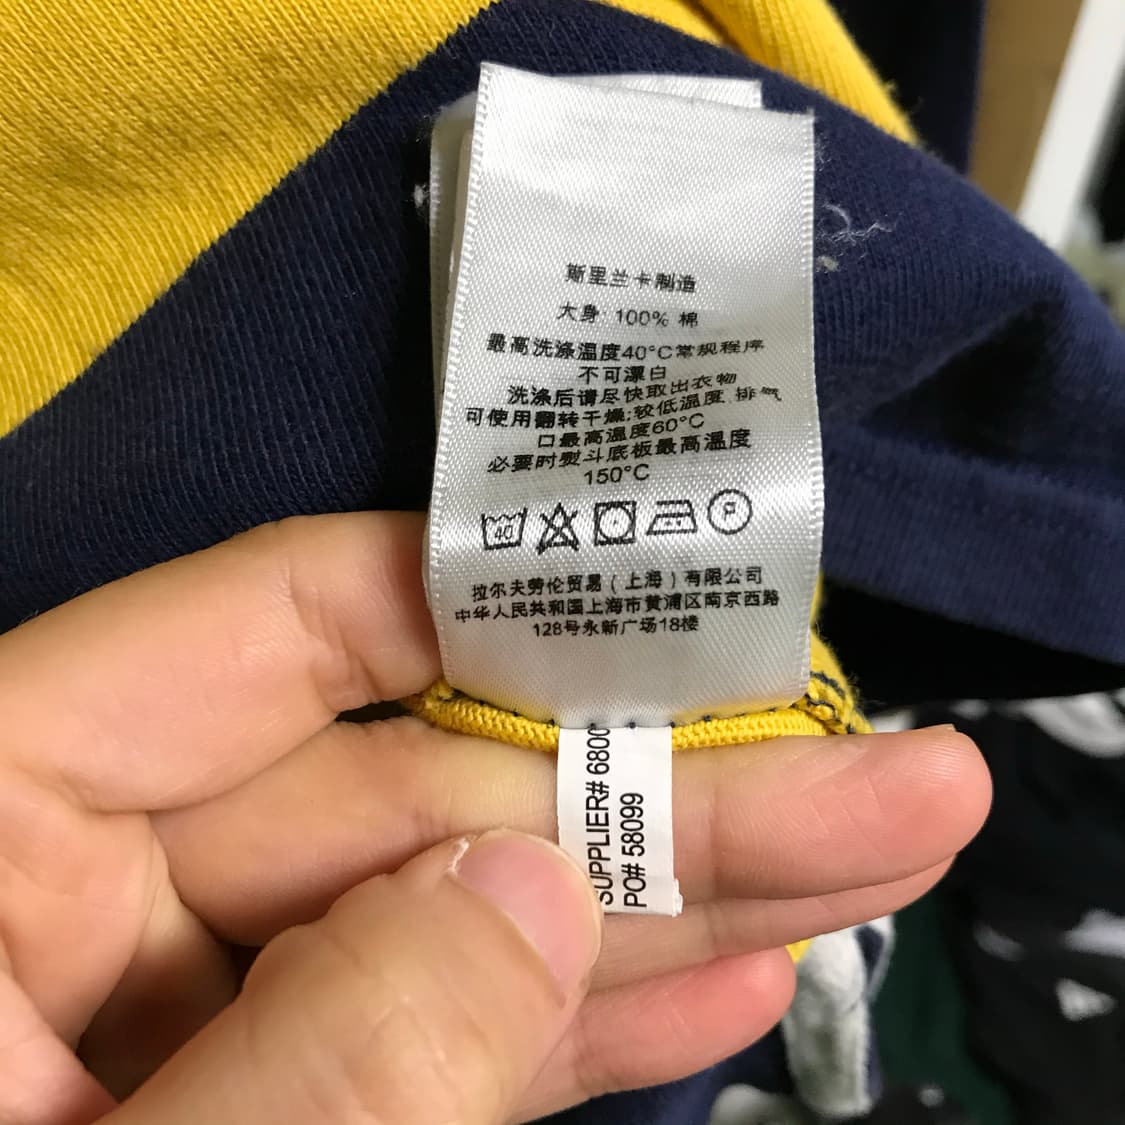 斯里兰卡制造
大身: 100% 棉
最高洗涤温度40°C常规程序
不可漂白
洗涤后请尽快取出衣物
可使用翻转干燥;较低温度,排气
口最高温度60°C
必要时熨斗底板最高温度
150°C
40
P
拉尔夫劳伦贸易（上海）有限公司
中华人民共和国上海市黄浦区南京西路
128号永新广场18楼
SUPPLIER# 6800
PO# 58099